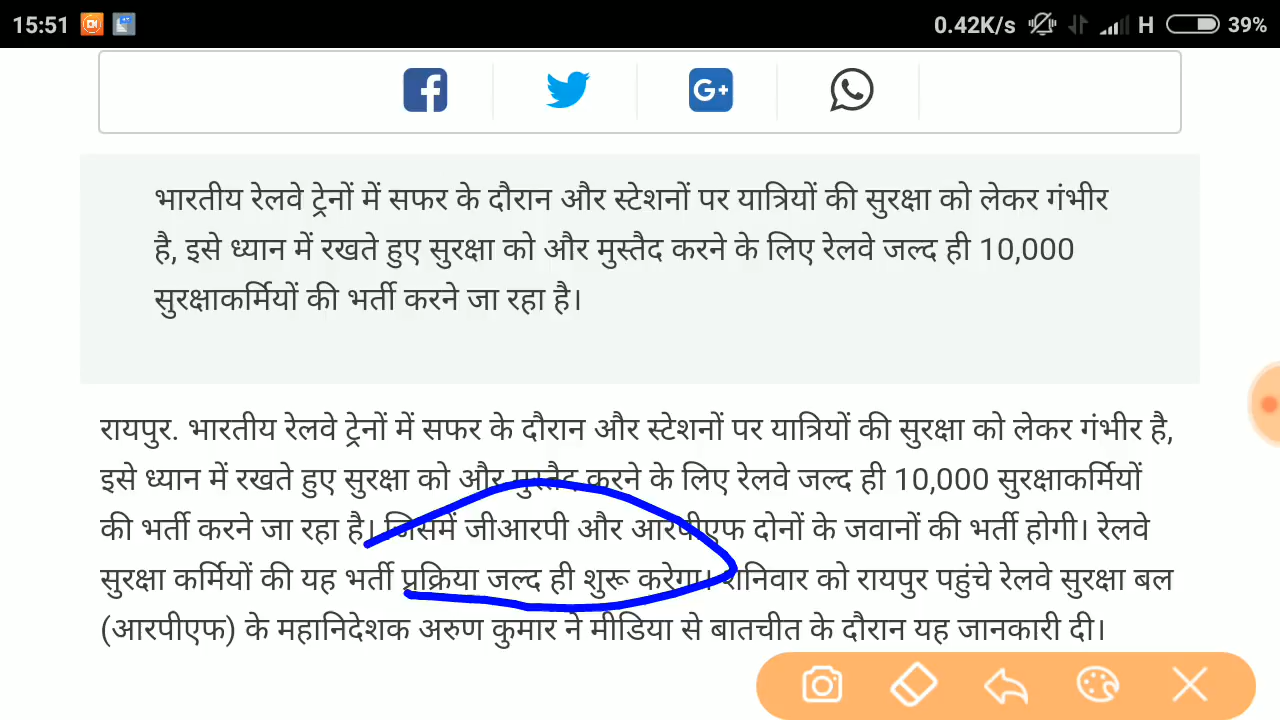 15:51 0.42K/s H 39%
भारतीय रेलवे ट्रेनों में सफर के दौरान और स्टेशनों पर यात्रियों की सुरक्षा को लेकर गंभीर
है, इसे ध्यान में रखते हुए सुरक्षा को और मुस्तैद करने के लिए रेलवे जल्द ही 10,000
सुरक्षाकर्मियों की भर्ती करने जा रहा है।
रायपुर. भारतीय रेलवे ट्रेनों में सफर के दौरान और स्टेशनों पर यात्रियों की सुरक्षा को लेकर गंभीर है,
इसे ध्यान में रखते हुए सुरक्षा को और मुस्तैद करने के लिए रेलवे जल्द ही 10,000 सुरक्षाकर्मियों
की भर्ती करने जा रहा है। जिसमें जीआरपी और आरपीएफ दोनों के जवानों की भर्ती होगी। रेलवे
सुरक्षा कर्मियों की यह भर्ती प्रक्रिया जल्द ही शुरू करेगा। शनिवार को रायपुर पहुंचे रेलवे सुरक्षा बल
(आरपीएफ) के महानिदेशक अरुण कुमार ने मीडिया से बातचीत के दौरान यह जानकारी दी।